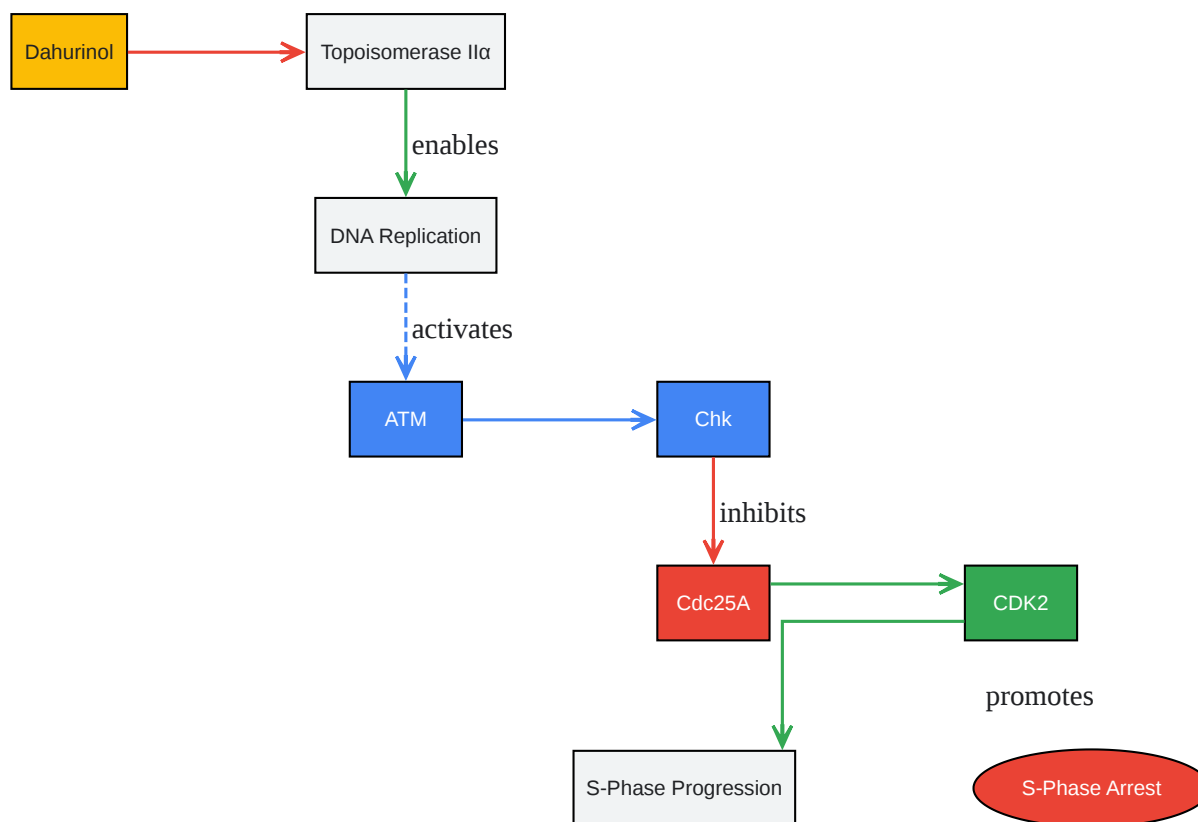 Dahurinol
Topoisomerase IIα
enables
DNA Replication
activates
ATM
Chk
inhibits
Cdc25A
CDK2
promotes
S-Phase Progression
S-Phase Arrest